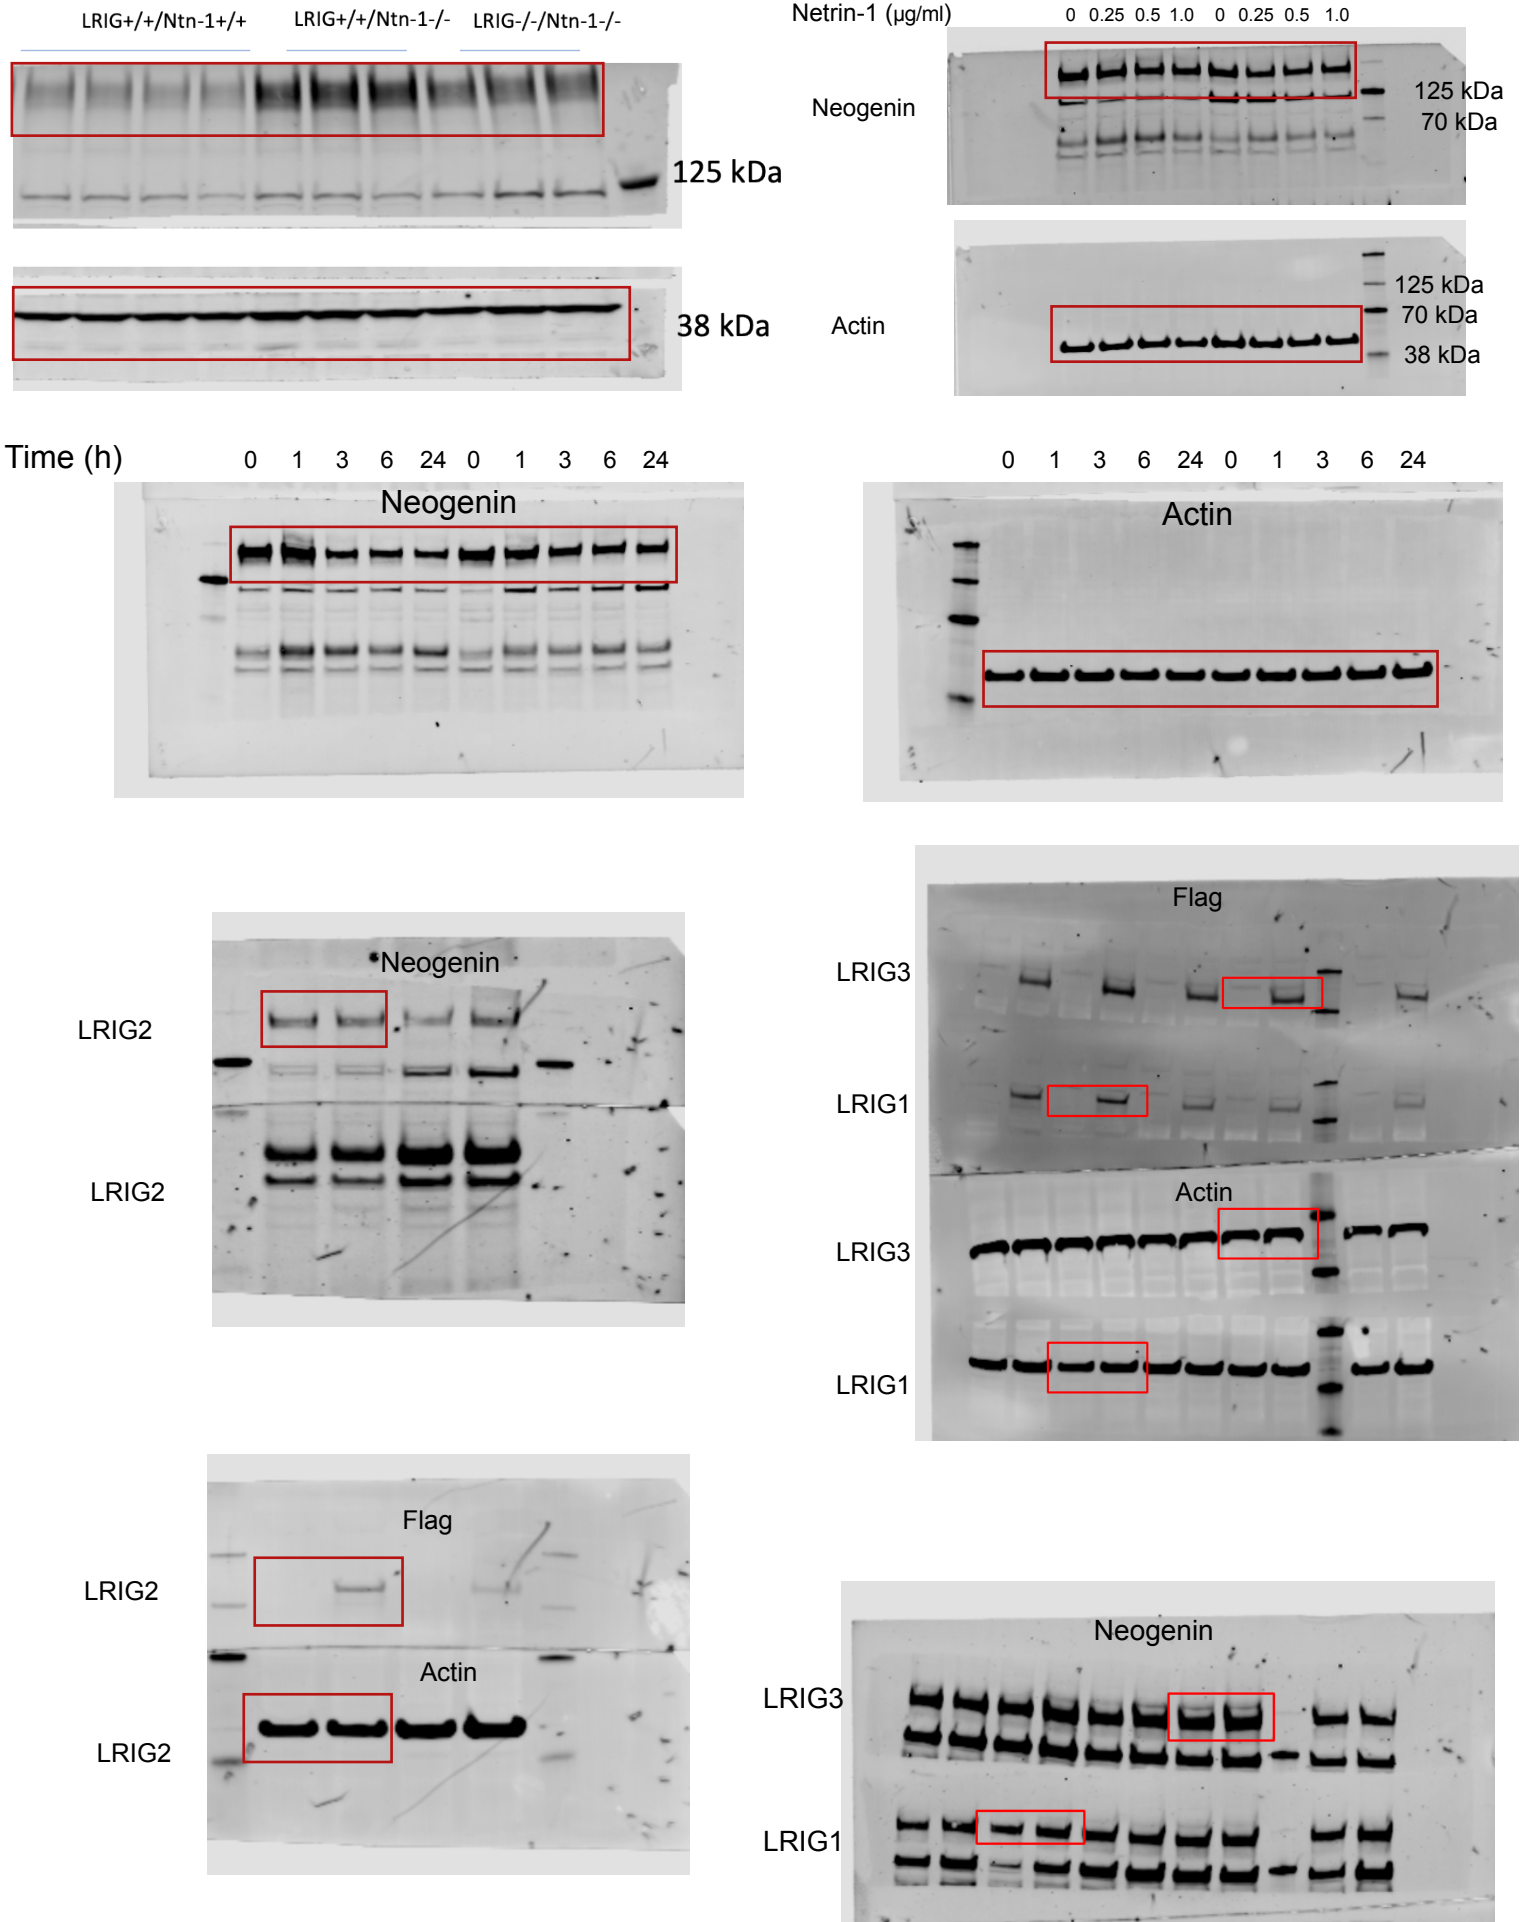 LRIG+/+/Ntn-1+/+ LRIG+/+/Ntn-1-/- LRIG-/-/Ntn-1-/-
125 kDa
38 kDa
Netrin-1 (µg/ml) 0 0.25 0.5 1.0 0 0.25 0.5 1.0
Neogenin
125 kDa
70 kDa
Actin
125 kDa
70 kDa
38 kDa
Time (h) 0 1 3 6 24 0 1 3 6 24
Neogenin
0 1 3 6 24 0 1 3 6 24
Actin
Neogenin
LRIG2
LRIG2
Flag
LRIG3
LRIG1
Actin
LRIG3
LRIG1
Flag
LRIG2
Actin
LRIG2
Neogenin
LRIG3
LRIG1